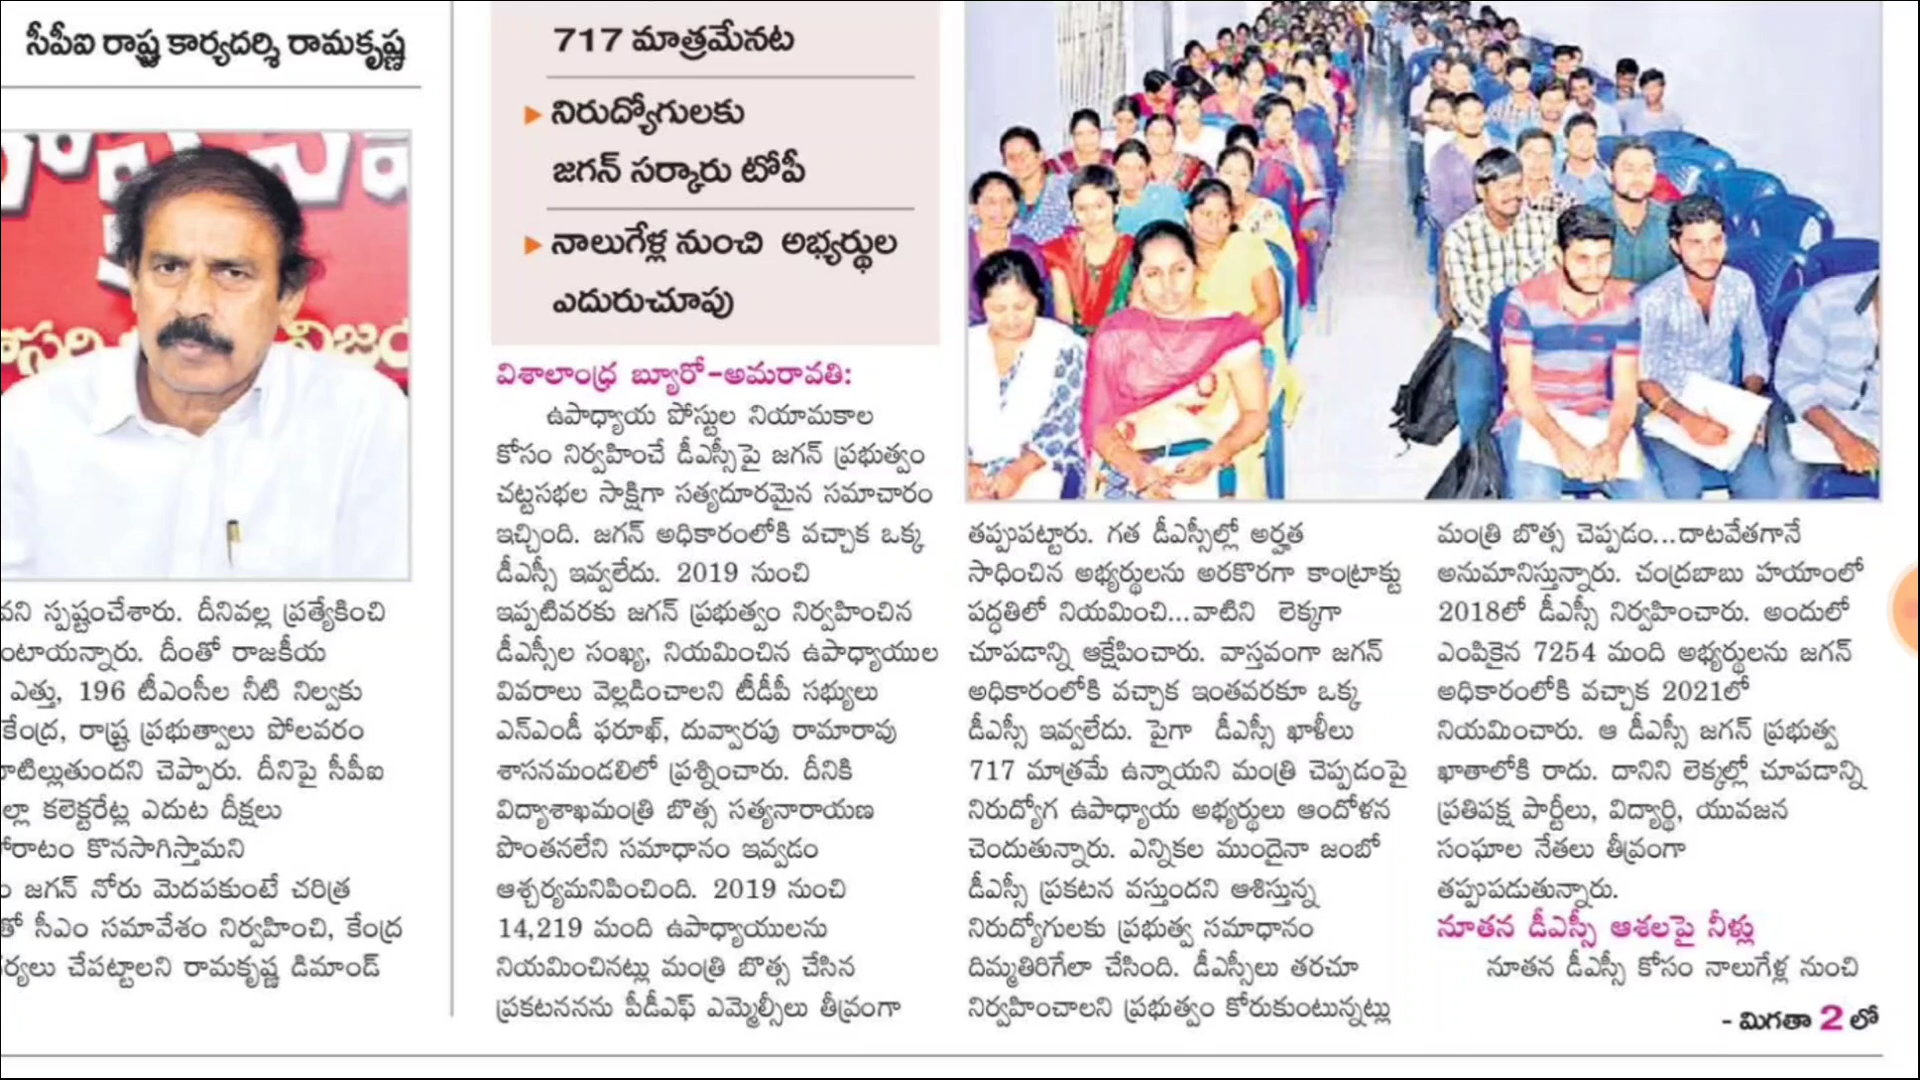 సీపీఐ రాష్ట్ర కార్యదర్శి రామకృష్ణ
వని స్పష్టంచేశారు. దీనివల్ల ప్రత్యేకించి
ంటాయన్నారు. దీంతో రాజకీయ
ఎత్తు, 196 టీఎంసీల నీటి నిల్వకు
కేంద్ర, రాష్ట్ర ప్రభుత్వాలు పోలవరం
ాటిల్లుతుందని చెప్పారు. దీనిపై సీపీఐ
ల్లా కలెక్టరేట్ల ఎదుట దీక్షలు
ోరాటం కొనసాగిస్తామని
ం జగన్ నోరు మెదపకుంటే చరిత్ర
తో సీఎం సమావేశం నిర్వహించి, కేంద్ర
ర్యలు చేపట్టాలని రామకృష్ణ డిమాండ్
717 మాత్రమేనట
నిరుద్యోగులకు
జగన్ సర్కారు టోపీ
నాలుగేళ్ల నుంచి అభ్యర్థుల
ఎదురుచూపు
విశాలాంధ్ర బ్యూరో-అమరావతి:
ఉపాధ్యాయ పోస్టుల నియామకాల
కోసం నిర్వహించే డీఎస్సీపై జగన్ ప్రభుత్వం
చట్టసభల సాక్షిగా సత్యదూరమైన సమాచారం
ఇచ్చింది. జగన్ అధికారంలోకి వచ్చాక ఒక్క
డీఎస్సీ ఇవ్వలేదు. 2019 నుంచి
ఇప్పటివరకు జగన్ ప్రభుత్వం నిర్వహించిన
డీఎస్సీల సంఖ్య, నియమించిన ఉపాధ్యాయుల
వివరాలు వెల్లడించాలని టీడీపీ సభ్యులు
ఎన్ఎండీ ఫరూఖ్, దువ్వారపు రామారావు
శాసనమండలిలో ప్రశ్నించారు. దీనికి
విద్యాశాఖమంత్రి బొత్స సత్యనారాయణ
పొంతనలేని సమాధానం ఇవ్వడం
ఆశ్చర్యమనిపించింది. 2019 నుంచి
14,219 మంది ఉపాధ్యాయులను
నియమించినట్లు మంత్రి బొత్స చేసిన
ప్రకటననను పీడీఎఫ్ ఎమ్మెల్సీలు తీవ్రంగా
తప్పుపట్టారు. గత డీఎస్సీల్లో అర్హత
సాధించిన అభ్యర్థులను అరకొరగా కాంట్రాక్టు
పద్ధతిలో నియమించి...వాటిని లెక్కగా
చూపడాన్ని ఆక్షేపించారు. వాస్తవంగా జగన్
అధికారంలోకి వచ్చాక ఇంతవరకూ ఒక్క
డీఎస్సీ ఇవ్వలేదు. పైగా డీఎస్సీ ఖాళీలు
717 మాత్రమే ఉన్నాయని మంత్రి చెప్పడంపై
నిరుద్యోగ ఉపాధ్యాయ అభ్యర్థులు ఆందోళన
చెందుతున్నారు. ఎన్నికల ముందైనా జంబో
డీఎస్సీ ప్రకటన వస్తుందని ఆశిస్తున్న
నిరుద్యోగులకు ప్రభుత్వ సమాధానం
దిమ్మతిరిగేలా చేసింది. డీఎస్సీలు తరచూ
నిర్వహించాలని ప్రభుత్వం కోరుకుంటున్నట్లు
మంత్రి బొత్స చెప్పడం...దాటవేతగానే
అనుమానిస్తున్నారు. చంద్రబాబు హయాంలో
2018లో డీఎస్సీ నిర్వహించారు. అందులో
ఎంపికైన 7254 మంది అభ్యర్థులను జగన్
అధికారంలోకి వచ్చాక 2021లో
నియమించారు. ఆ డీఎస్సీ జగన్ ప్రభుత్వ
ఖాతాలోకి రాదు. దానిని లెక్కల్లో చూపడాన్ని
ప్రతిపక్ష పార్టీలు, విద్యార్థి, యువజన
సంఘాల నేతలు తీవ్రంగా
తప్పుపడుతున్నారు.
నూతన డీఎస్సీ ఆశలపై నీళ్లు
నూతన డీఎస్సీ కోసం నాలుగేళ్ల నుంచి
- మిగతా 2 లో